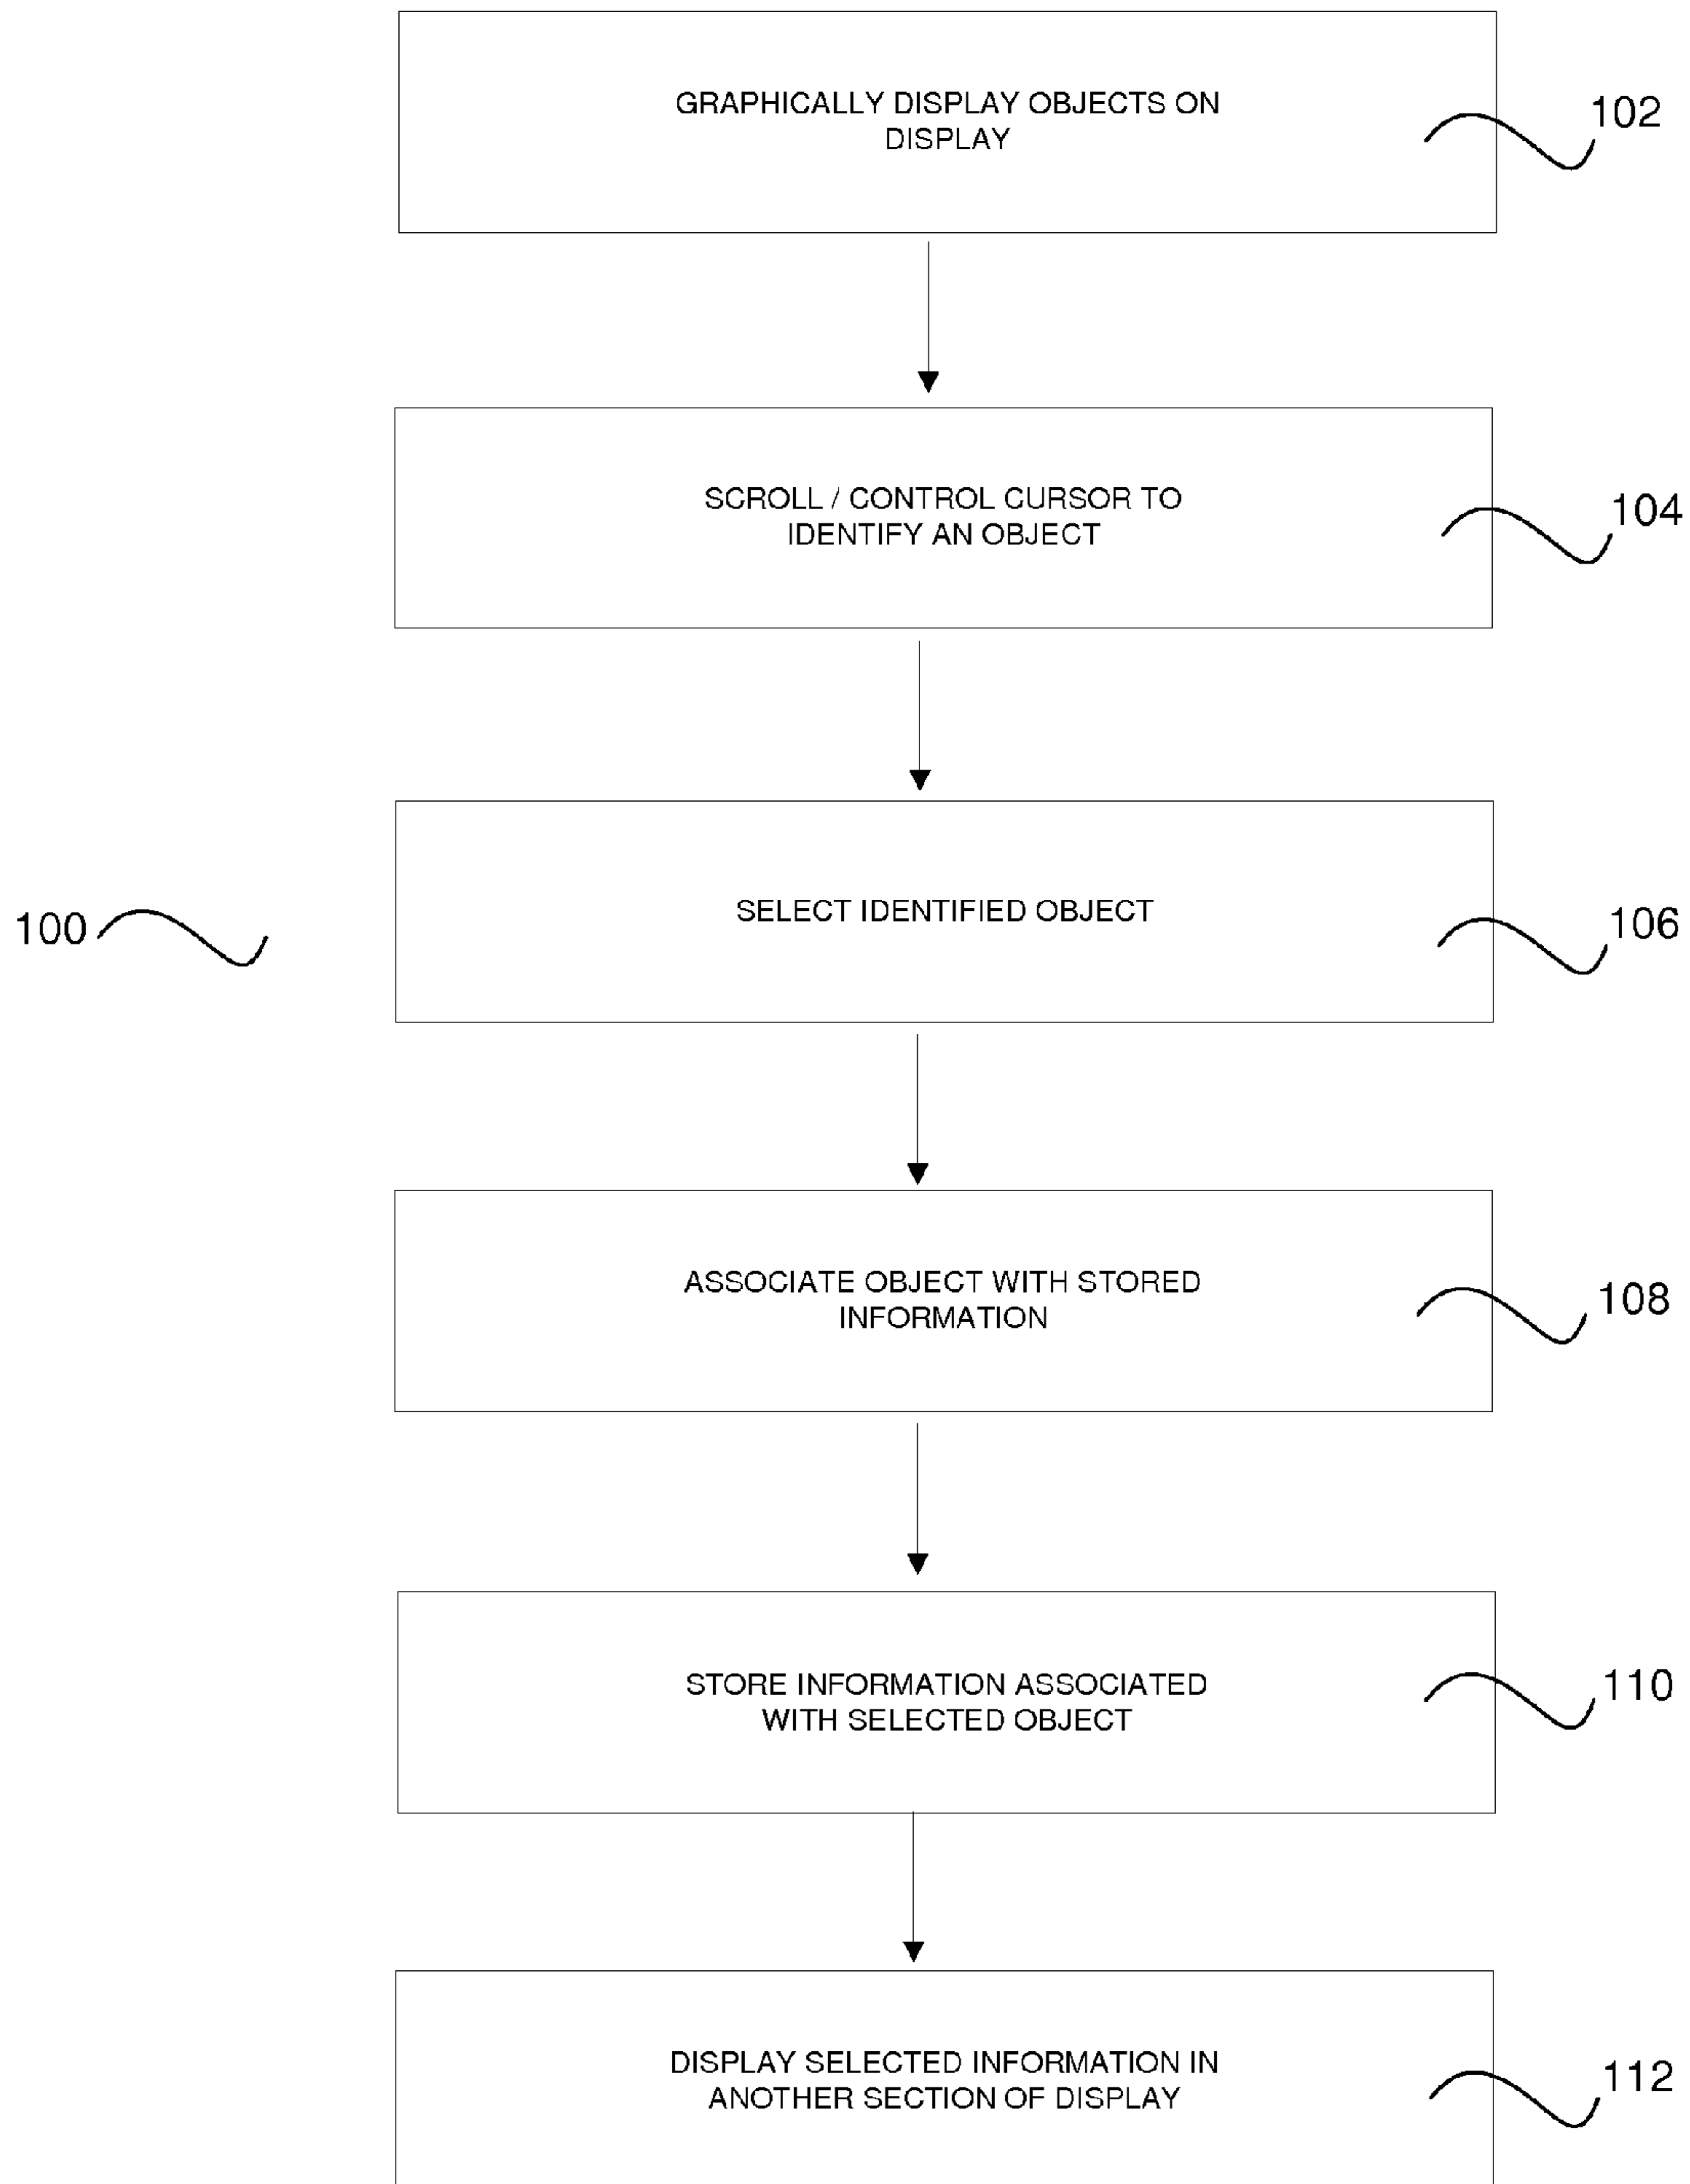 GRAPHICALLY DISPLAY OBJECTS ON
DISPLAY
102
SCROLL / CONTROL CURSOR TO
IDENTIFY AN OBJECT
104
SELECT IDENTIFIED OBJECT
100
106
ASSOCIATE OBJECT WITH STORED
INFORMATION
108
STORE INFORMATION ASSOCIATED
WITH SELECTED OBJECT
110
DISPLAY SELECTED INFORMATION IN
ANOTHER SECTION OF DISPLAY
112